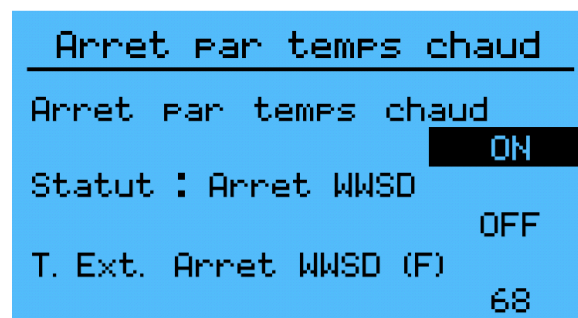 Arret par temps chaud
Arret par temps chaud
ON
Statut : Arret WWSD
OFF
T. Ext. Arret WWSD (F)
68